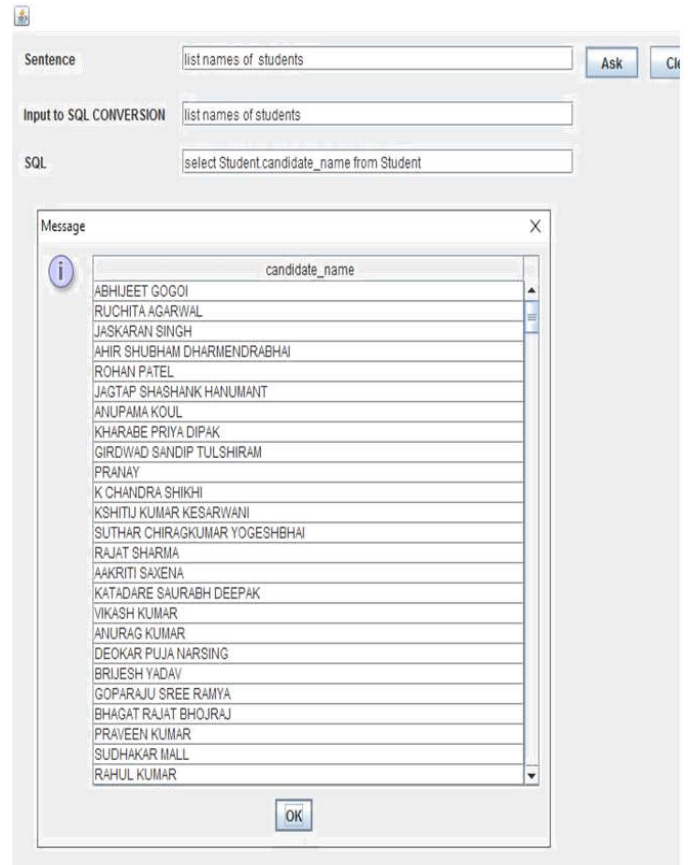 Sentence list names of  students Ask Cle
Input to SQL CONVERSION list names of students
SQL select Student.candidate_name from Student
Message X
i
candidate_name
ABHIJEET GOGOI
RUCHITA AGARWAL
JASKARAN SINGH
AHIR SHUBHAM DHARMENDRABHAI
ROHAN PATEL
JAGTAP SHASHANK HANUMANT
ANUPAMA KOUL
KHARABE PRIYA DIPAK
GIRDWAD SANDIP TULSHIRAM
PRANAY
K CHANDRA SHIKHI
KSHITIJ KUMAR KESARWANI
SUTHAR CHIRAGKUMAR YOGESHBHAI
RAJAT SHARMA
AAKRITI SAXENA
KATADARE SAURABH DEEPAK
VIKASH KUMAR
ANURAG KUMAR
DEOKAR PUJA NARSING
BRIJESH YADAV
GOPARAJU SREE RAMYA
BHAGAT RAJAT BHOJRAJ
PRAVEEN KUMAR
SUDHAKAR MALL
RAHUL KUMAR
OK